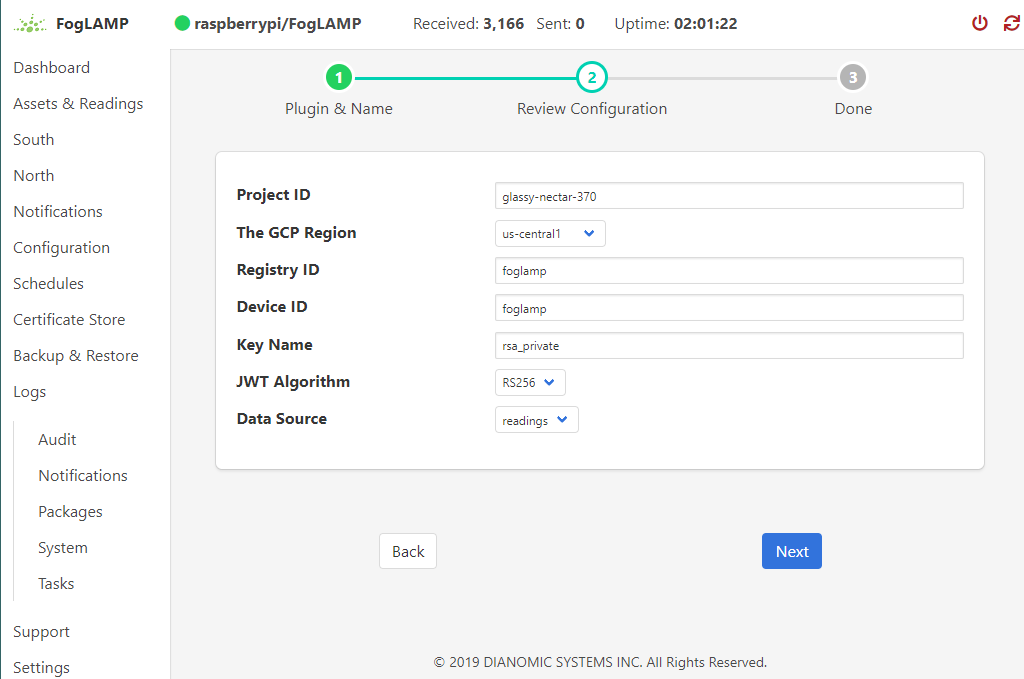 FogLAMP
raspberrypi/FogLAMP Received: 3,166 Sent: 0 Uptime: 02:01:22
Dashboard
Assets & Readings
South
North
Notifications
Configuration
Schedules
Certificate Store
Backup & Restore
Logs
Audit
Notifications
Packages
System
Tasks
Support
Settings
1 2 3
Plugin & Name Review Configuration Done
Project ID glassy-nectar-370
The GCP Region us-central1
Registry ID foglamp
Device ID foglamp
Key Name rsa_private
JWT Algorithm RS256
Data Source readings
Back Next
© 2019 DIANOMIC SYSTEMS INC. All Rights Reserved.